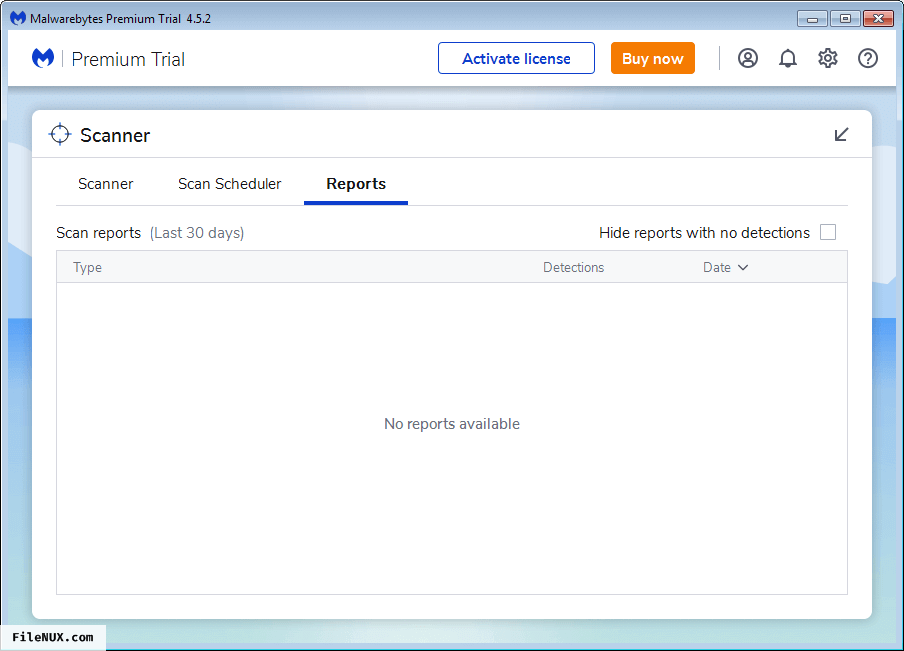 Malwarebytes Premium Trial 4.5.2
Premium Trial
Activate license
Buy now
Scanner
Scanner
Scan Scheduler
Reports
Scan reports (Last 30 days)
Hide reports with no detections
Type
Detections
Date
No reports available
FileNUX.com